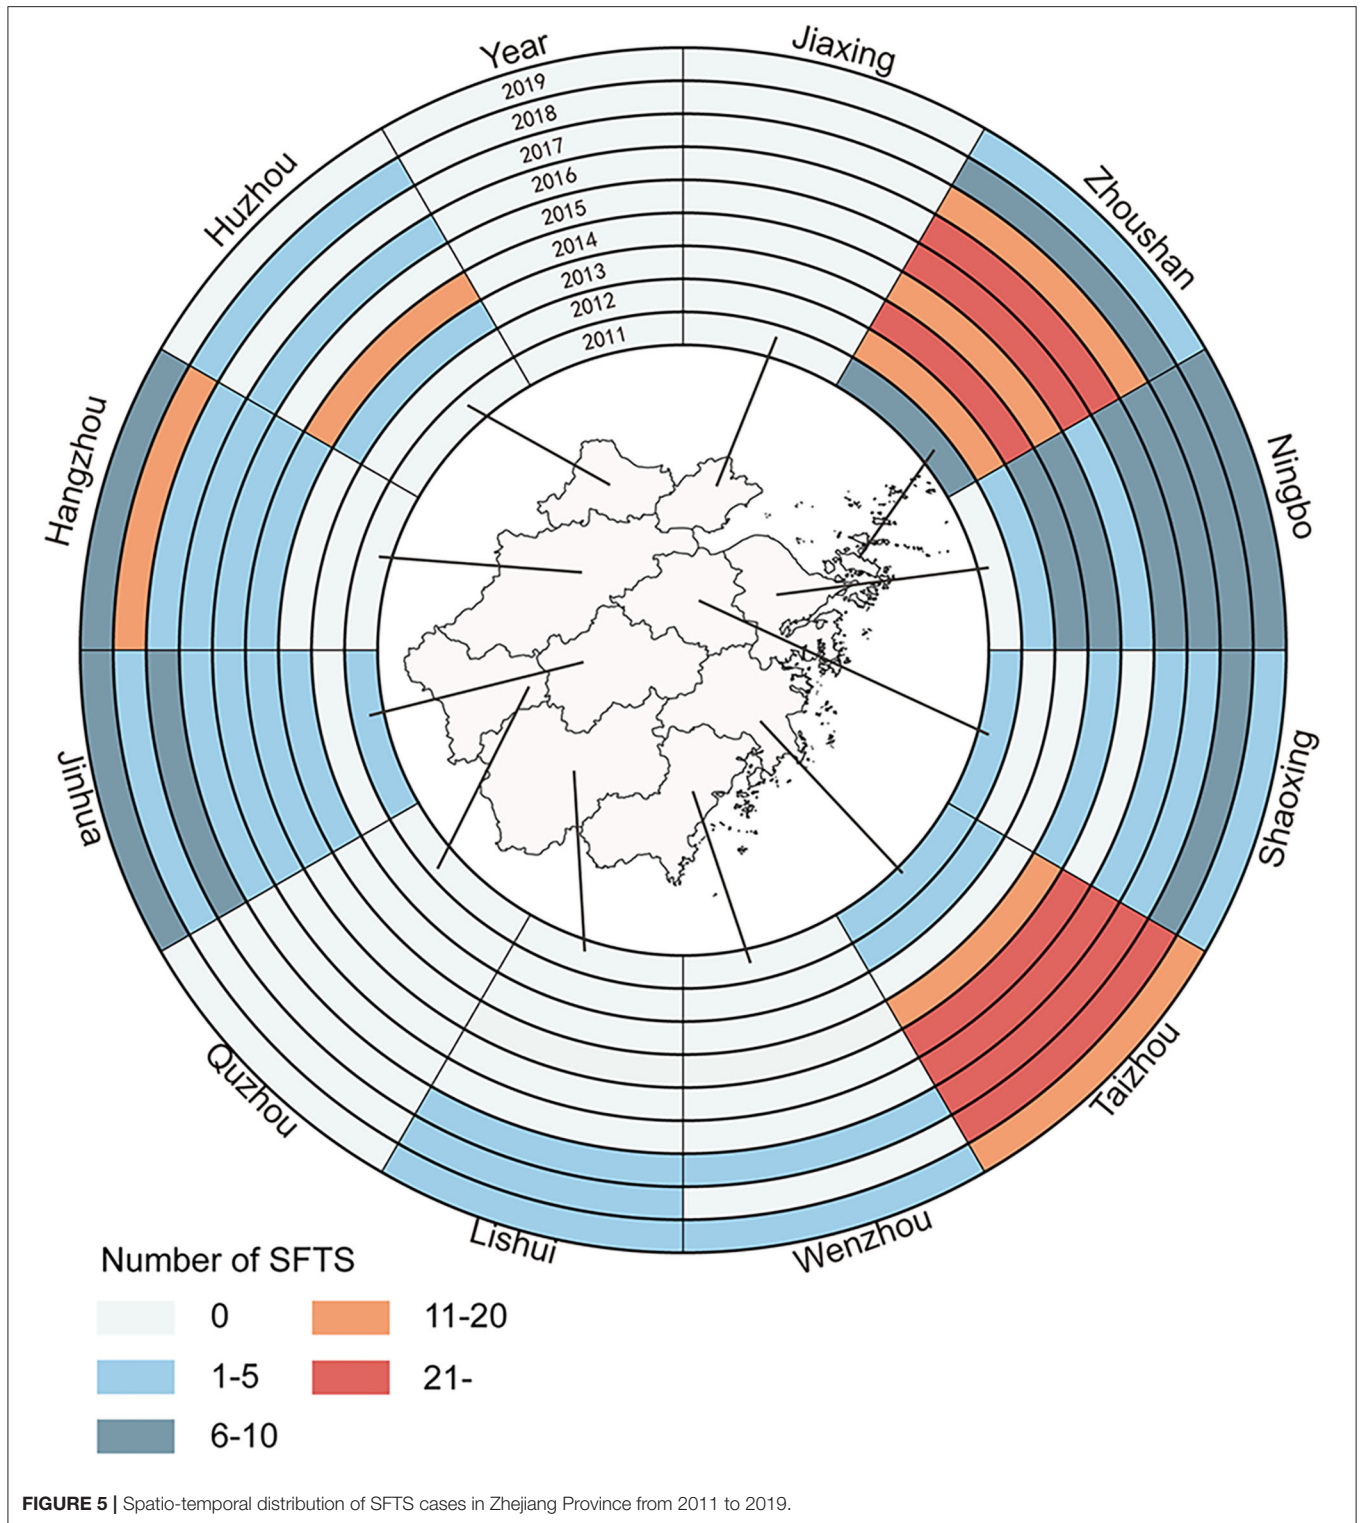 Year
Jiaxing
Zhoushan
Ningbo
Shaoxing
Taizhou
Wenzhou
Lishui
Quzhou
Jinhua
Hangzhou
Huzhou
2019
2018
2017
2016
2015
2014
2013
2012
2011
Number of SFTS
0
11-20
1-5
21-
6-10
FIGURE 5 | Spatio-temporal distribution of SFTS cases in Zhejiang Province from 2011 to 2019.